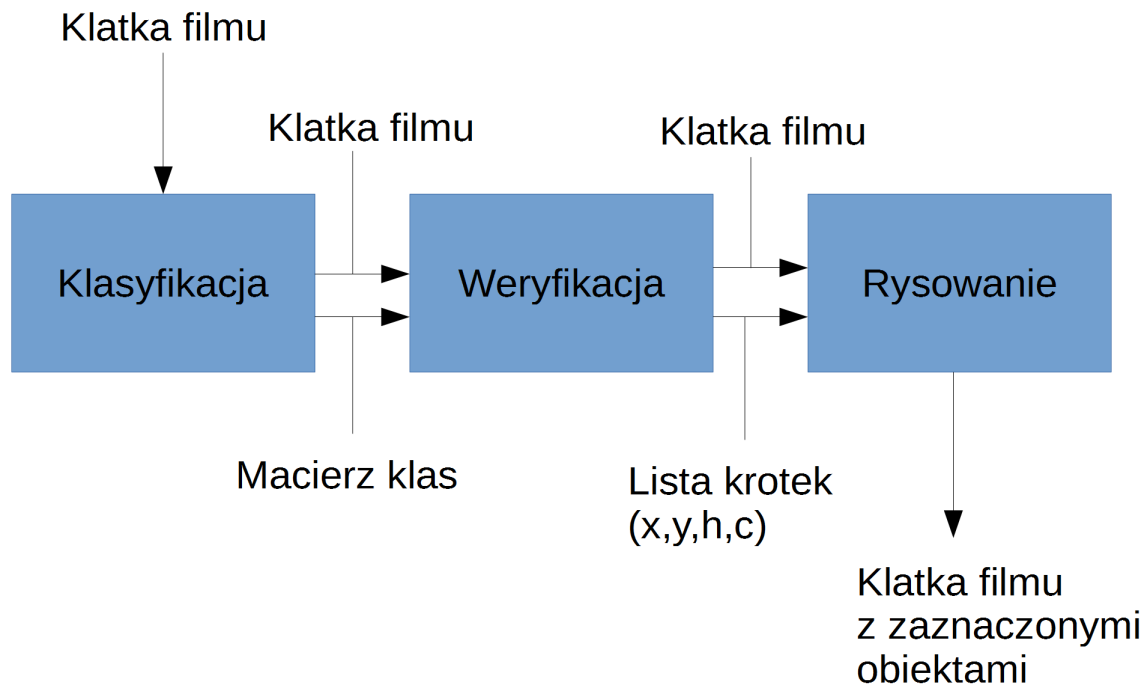 Klatka filmu
Klatka filmu
Klatka filmu
Klasyfikacja
Weryfikacja
Rysowanie
Macierz klas
Lista krotek
(x,y,h,c)
Klatka filmu
z zaznaczonymi
obiektami